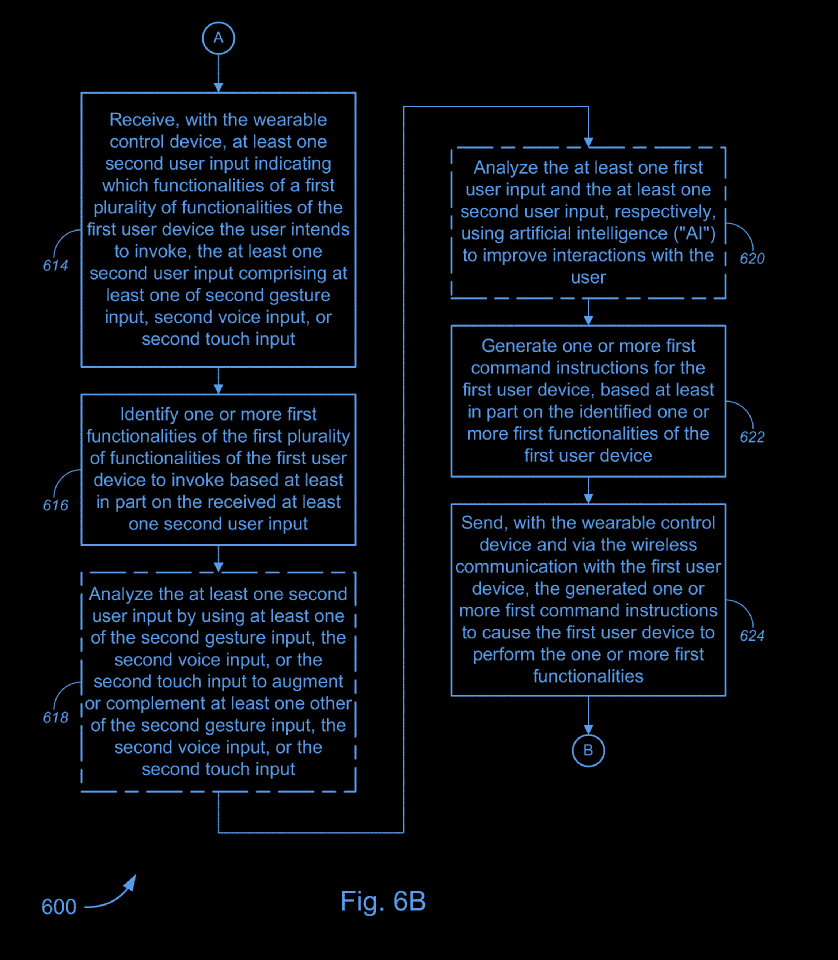 A
Receive, with the wearable
control device, at least one
second user input indicating
which functionalities of a first
plurality of functionalities of the
first user device the user intends
to invoke, the at least one
second user input comprising at
least one of second gesture
input, second voice input, or
second touch input
614
Identify one or more first
functionalities of the first plurality
of functionalities of the first user
device to invoke based at least
in part on the received at least
one second user input
616
Analyze the at least one second
user input by using at least one
of the second gesture input, the
second voice input, or the
second touch input to augment
or complement at least one other
of the second gesture input, the
second voice input, or the
second touch input
618
Analyze the at least one first
user input and the at least one
second user input, respectively,
using artificial intelligence ("AI")
to improve interactions with the
user
620
Generate one or more first
command instructions for the
first user device, based at least
in part on the identified one or
more first functionalities of the
first user device
622
Send, with the wearable control
device and via the wireless
communication with the first user
device, the generated one or
more first command instructions
to cause the first user device to
perform the one or more first
functionalities
624
B
600
Fig. 6B